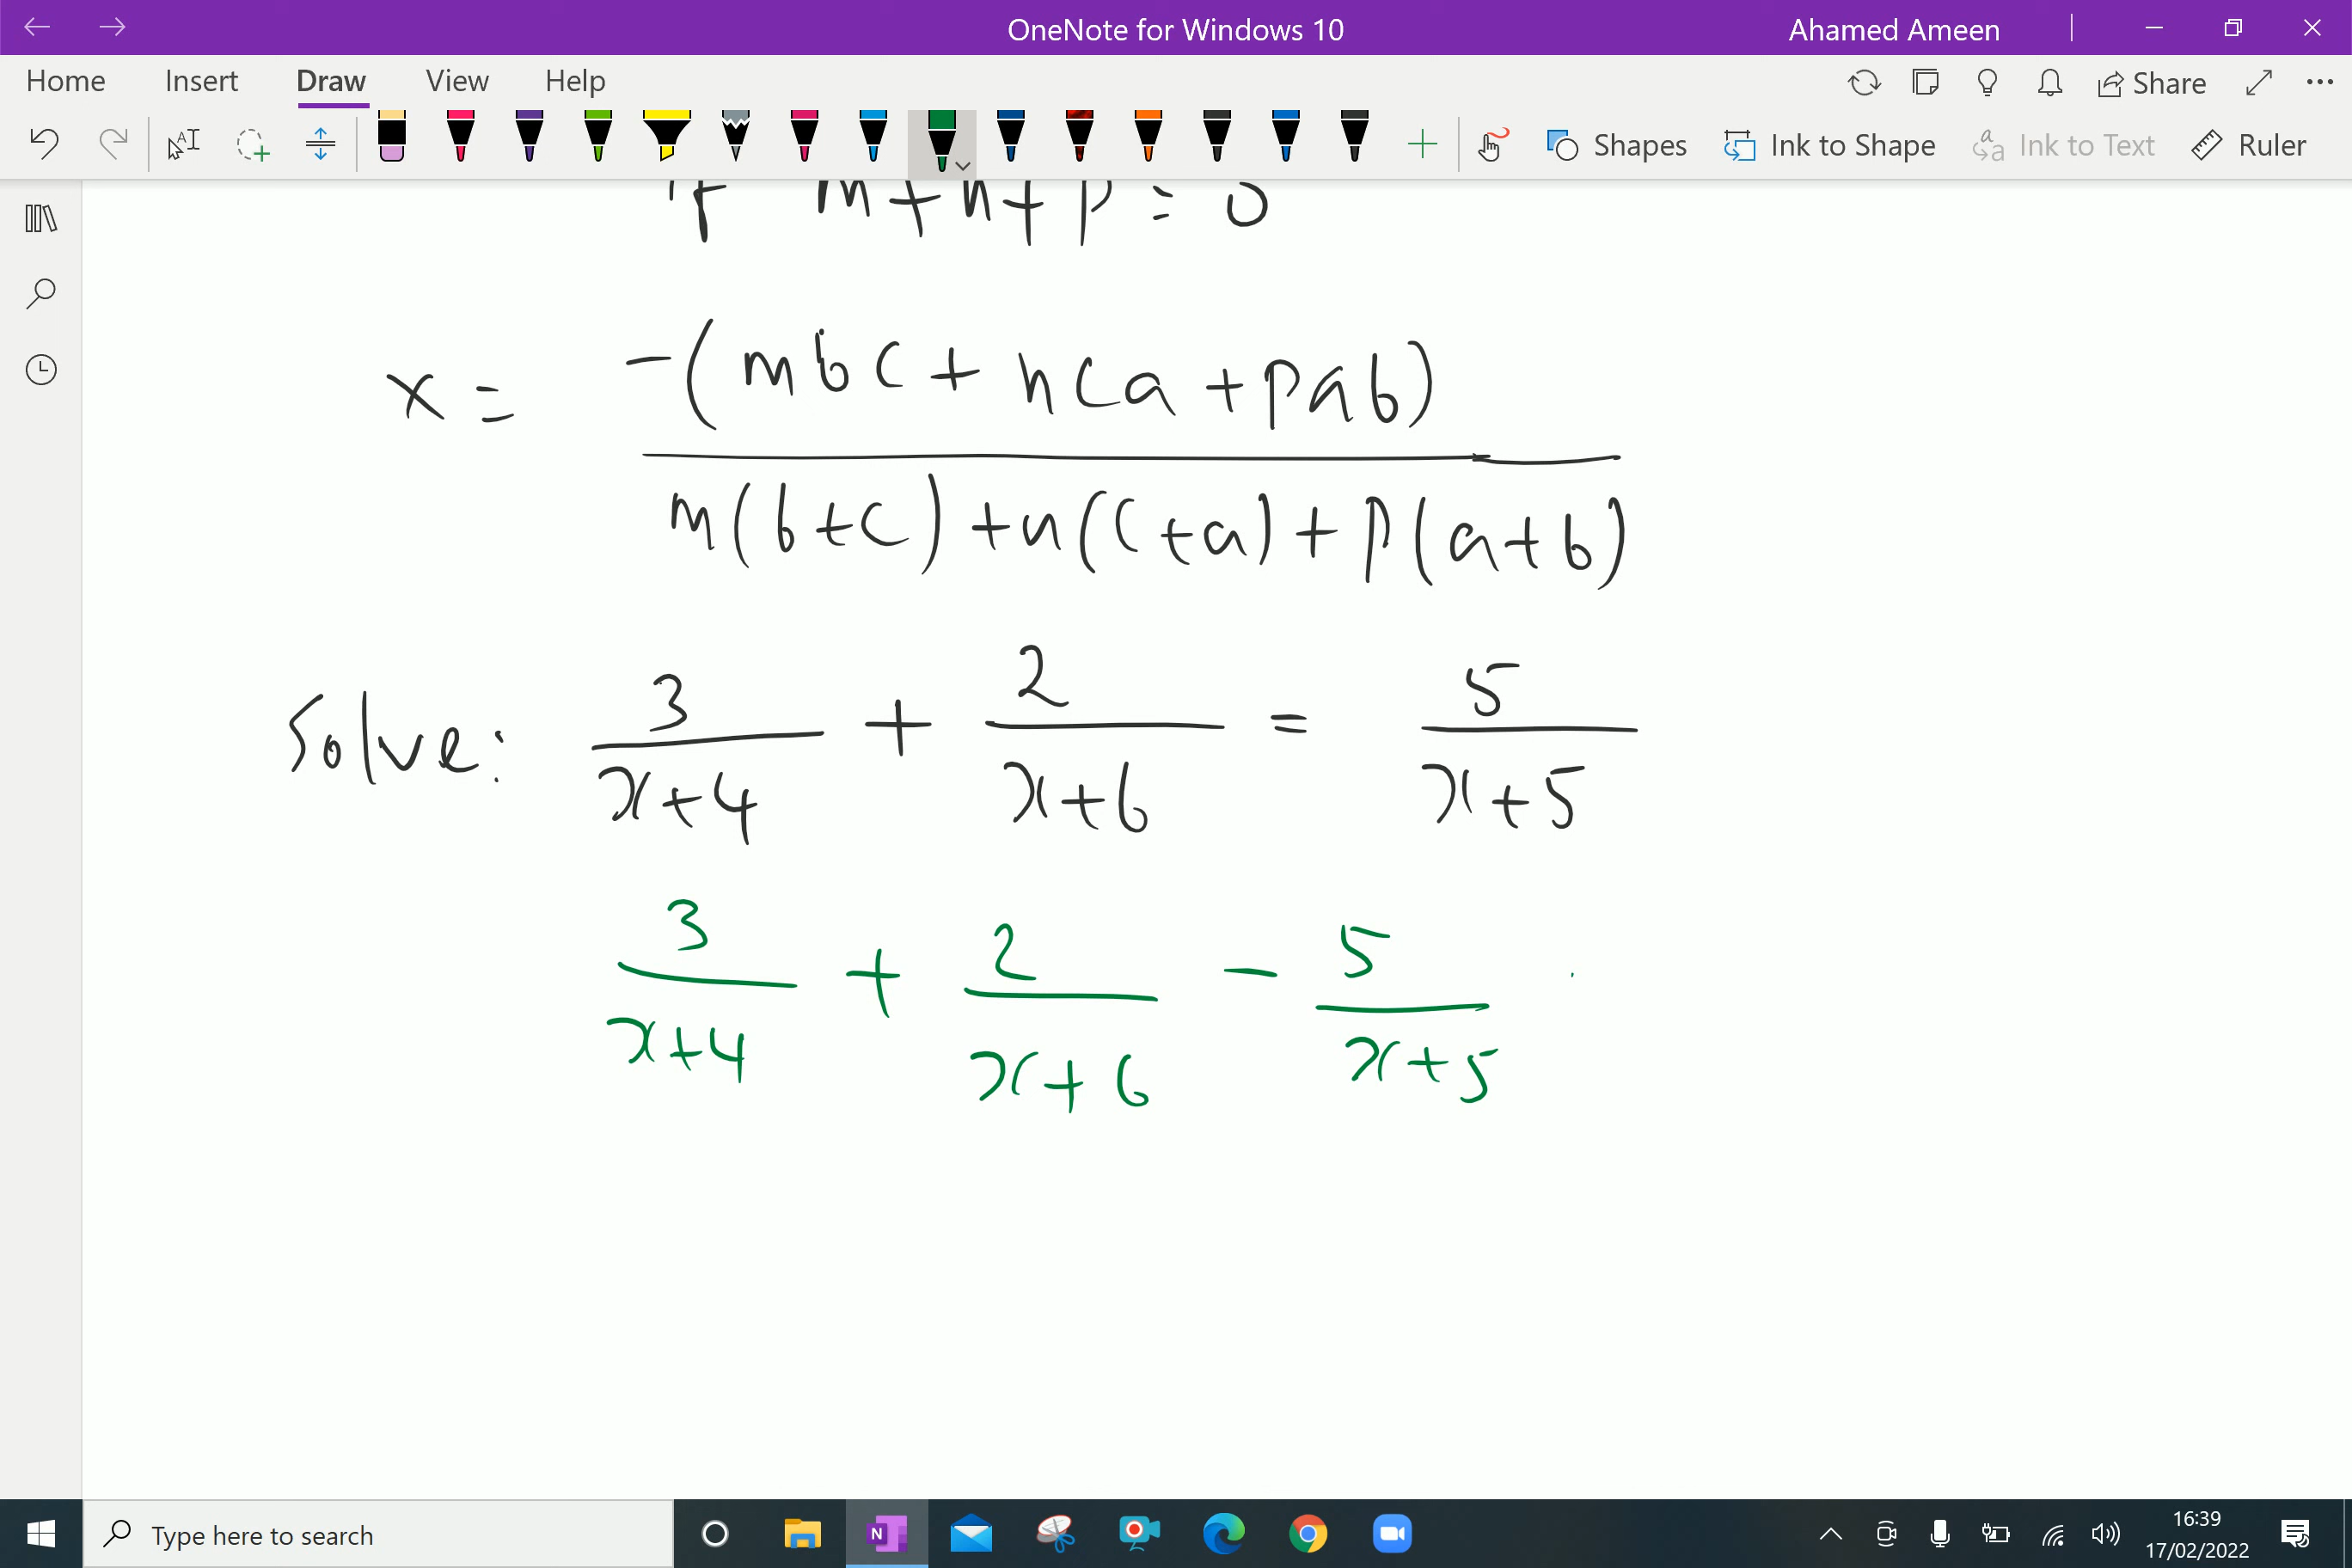 OneNote for Windows 10 Ahamed Ameen
Home Insert Draw View Help Share
Shapes Ink to Shape Ink to Text Ruler
if m+n+p = 0
x = -(mbc + nca + pab)
m(b+c) + n(c+a) + p(a+b)
Solve: 3/(x+4) + 2/(x+6) = 5/(x+5)
3/(x+4) + 2/(x+6) - 5/(x+5)
Type here to search
16:39
17/02/2022